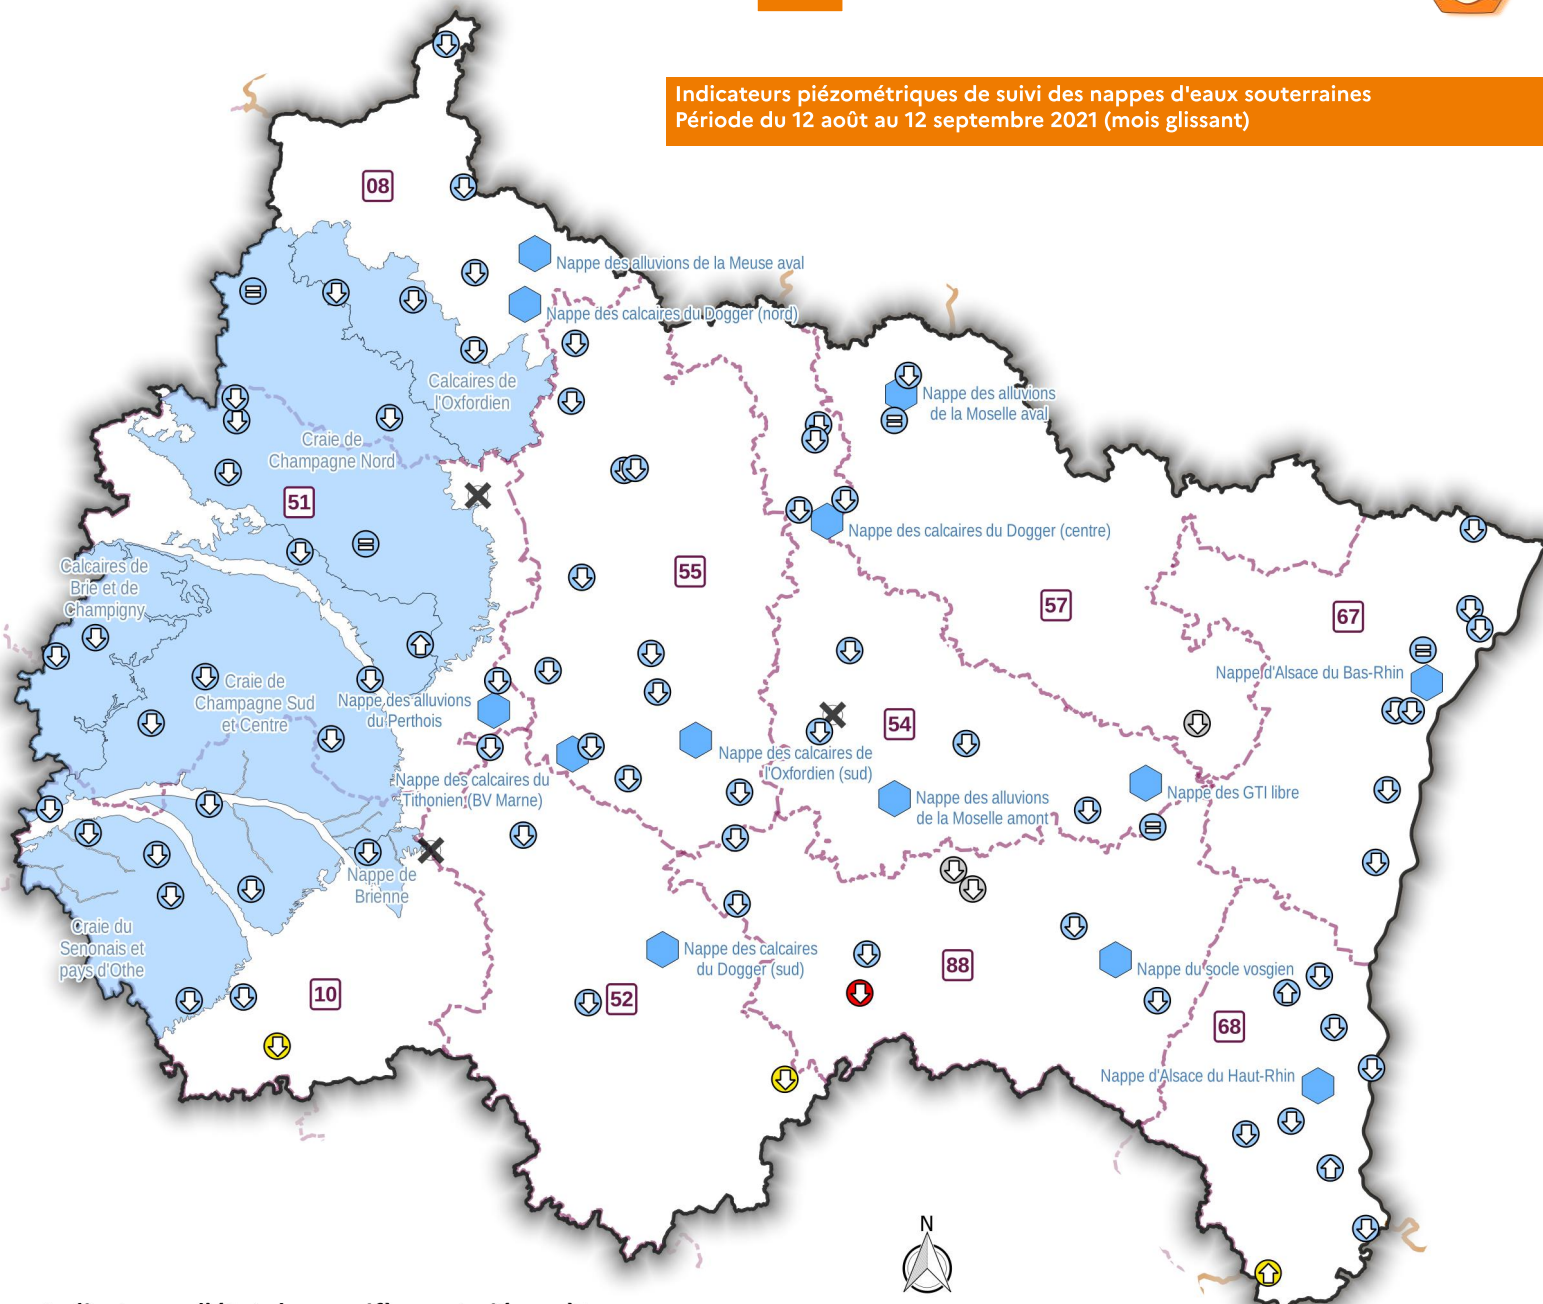 Indicateurs piézométriques de suivi des nappes d'eaux souterraines
Période du 12 août au 12 septembre 2021 (mois glissant)
08
Nappe des alluvions de la Meuse aval
Nappe des calcaires du Dogger (nord)
Calcaires de
l'Oxfordien
Nappe des alluvions
de la Moselle aval
Craie de
Champagne Nord
51
Nappe des calcaires du Dogger (centre)
Calcaires de
Brie et de
Champigny
55
57
67
Nappe d'Alsace du Bas-Rhin
Craie de
Champagne Sud
et Centre
Nappe des alluvions
du Perthois
54
Nappe des calcaires de
l'Oxfordien (sud)
Nappe des calcaires du
Tithonien (BV Marne)
Nappe des alluvions
de la Moselle amont
Nappe des GTI libre
Nappe de
Brienne
Craie du
Senonais et
pays d'Othe
Nappe des calcaires
du Dogger (sud)
88
Nappe du socle vosgien
10
52
68
Nappe d'Alsace du Haut-Rhin
N